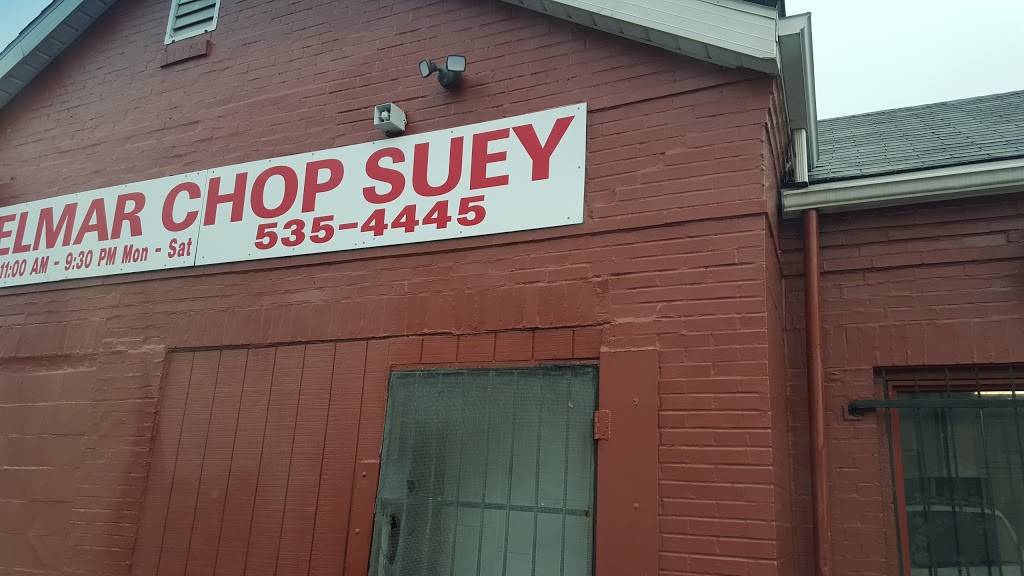 ELMAR CHOP SUEY
535-4445
11:00 AM - 9:30 PM Mon - Sat